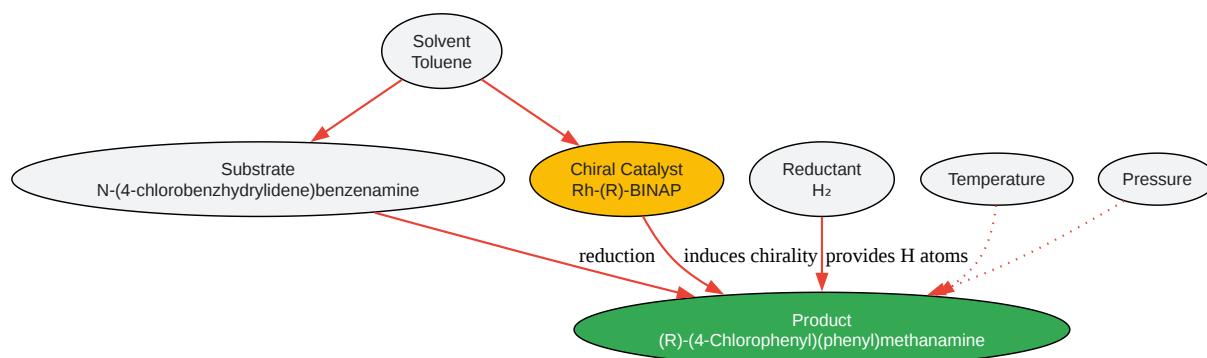 Solvent
Toluene
Substrate
N-(4-chlorobenzhydrylidene)benzenamine
Chiral Catalyst
Rh-(R)-BINAP
Reductant
H₂
Temperature
Pressure
reduction
induces chirality
provides H atoms
Product
(R)-(4-Chlorophenyl)(phenyl)methanamine